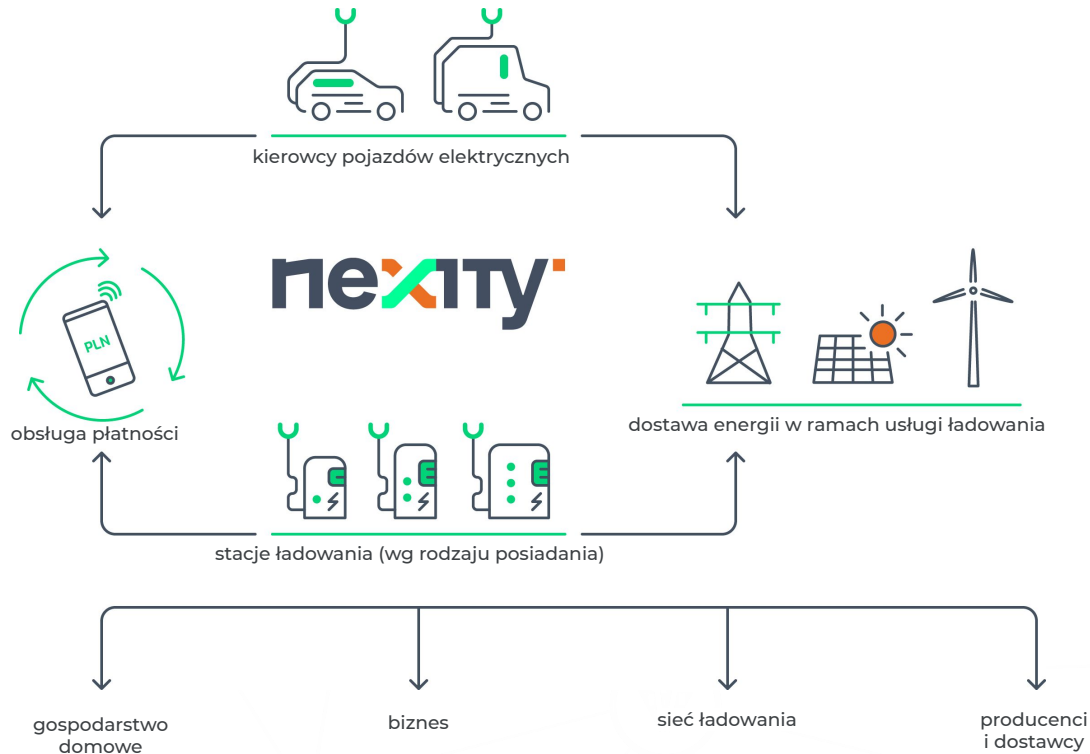 kierowcy pojazdów elektrycznych
nexity
PLN
obsługa płatności
dostawa energii w ramach usługi ładowania
stacje ładowania (wg rodzaju posiadania)
gospodarstwo
domowe
biznes
sieć ładowania
producenci
i dostawcy